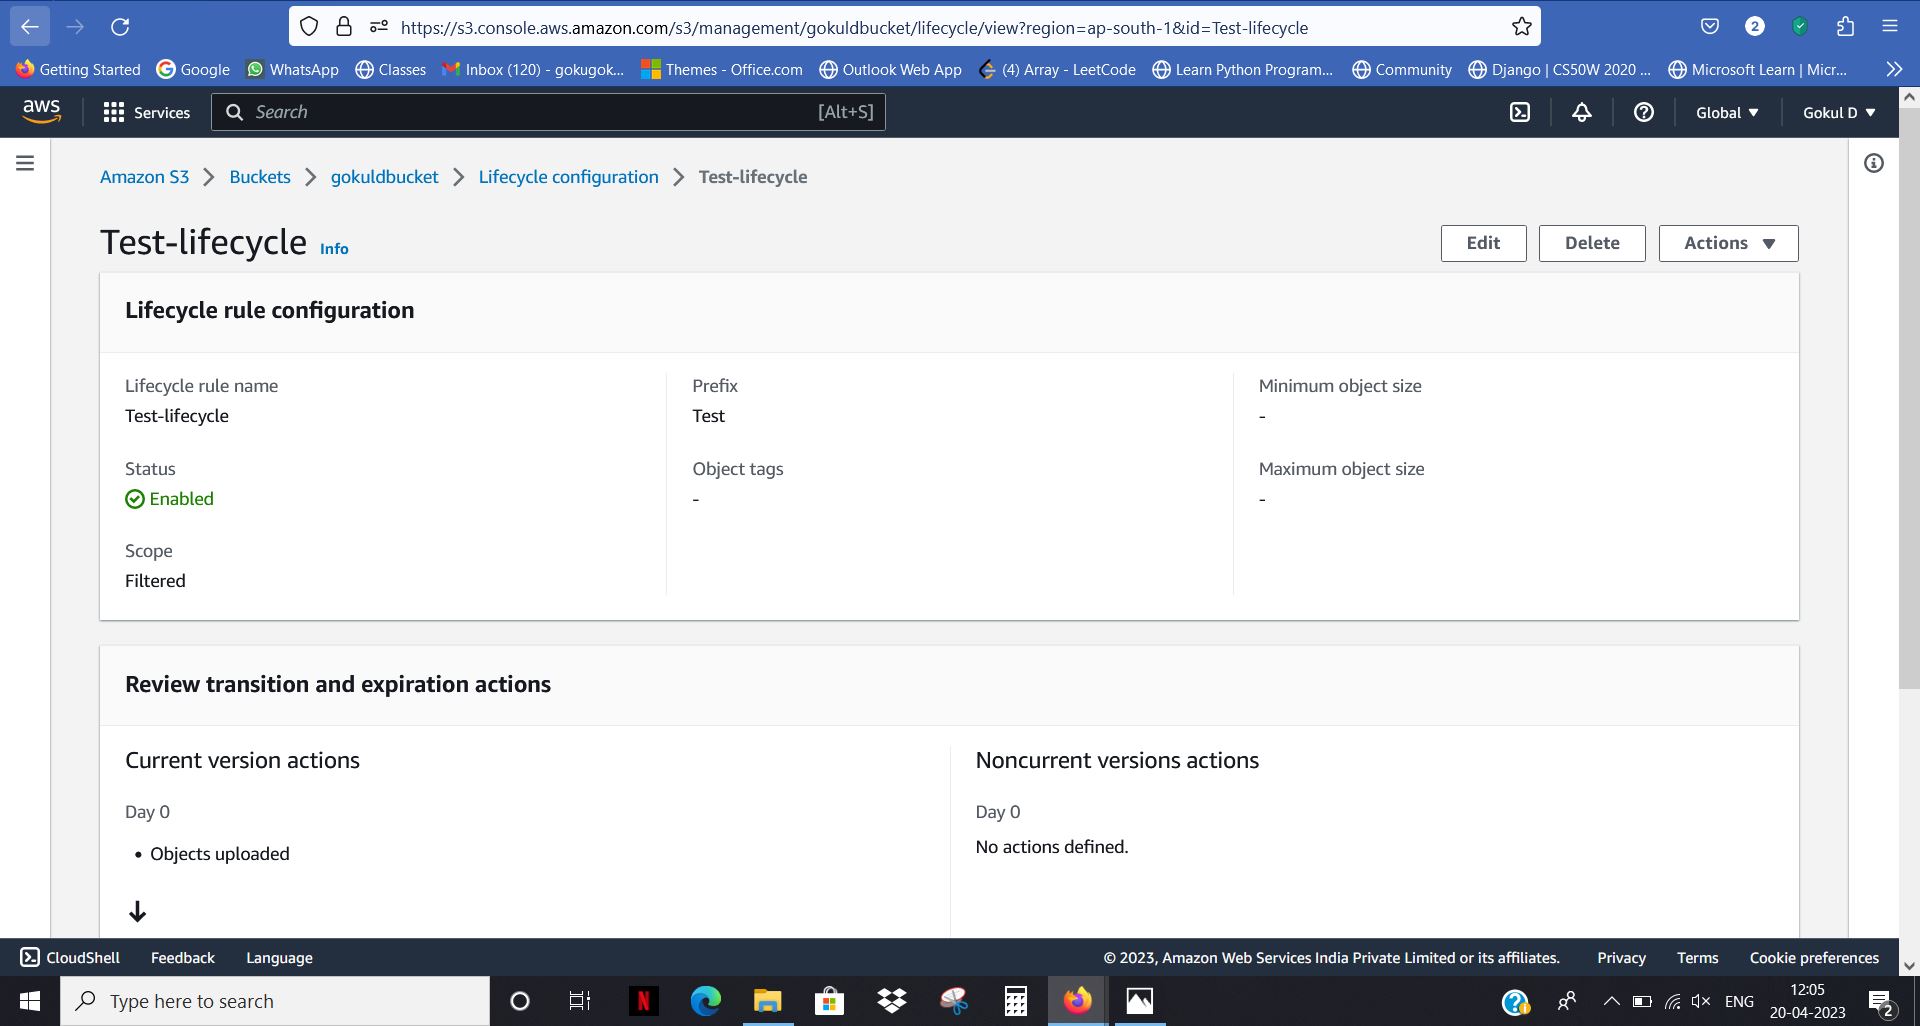 https://s3.console.aws.amazon.com/s3/management/gokuldbucket/lifecycle/view?region=ap-south-1&id=Test-lifecycle
2
Getting Started Google WhatsApp Classes Inbox (120) - gokugok... Themes - Office.com Outlook Web App (4) Array - LeetCode Learn Python Program... Community Django | CS50W 2020 ... Microsoft Learn | Micr...
aws Services Search [Alt+S] Global Gokul D
Amazon S3 Buckets gokuldbucket Lifecycle configuration Test-lifecycle
Test-lifecycle Info Edit Delete Actions
Lifecycle rule configuration
Lifecycle rule name Prefix Minimum object size
Test-lifecycle Test -
Status Object tags Maximum object size
Enabled - -
Scope
Filtered
Review transition and expiration actions
Current version actions Noncurrent versions actions
Day 0 Day 0
• Objects uploaded No actions defined.
CloudShell Feedback Language © 2023, Amazon Web Services India Private Limited or its affiliates. Privacy Terms Cookie preferences
Type here to search N ENG 12:05
20-04-2023 2